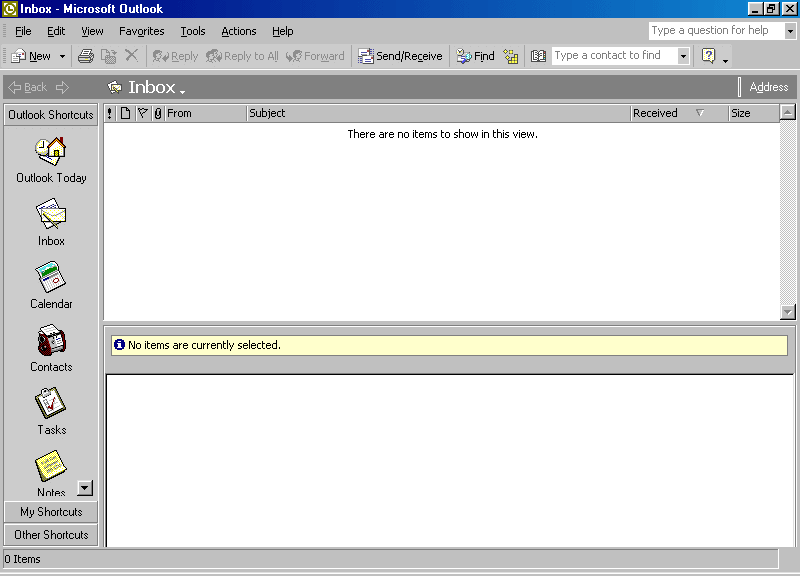 Inbox - Microsoft Outlook
File Edit View Favorites Tools Actions Help
Type a question for help
New Reply Reply to All Forward Send/Receive Find Type a contact to find
Back Inbox Address
Outlook Shortcuts
From Subject Received Size
There are no items to show in this view.
Outlook Today
Inbox
Calendar
No items are currently selected.
Contacts
Tasks
Notes
My Shortcuts
Other Shortcuts
0 Items